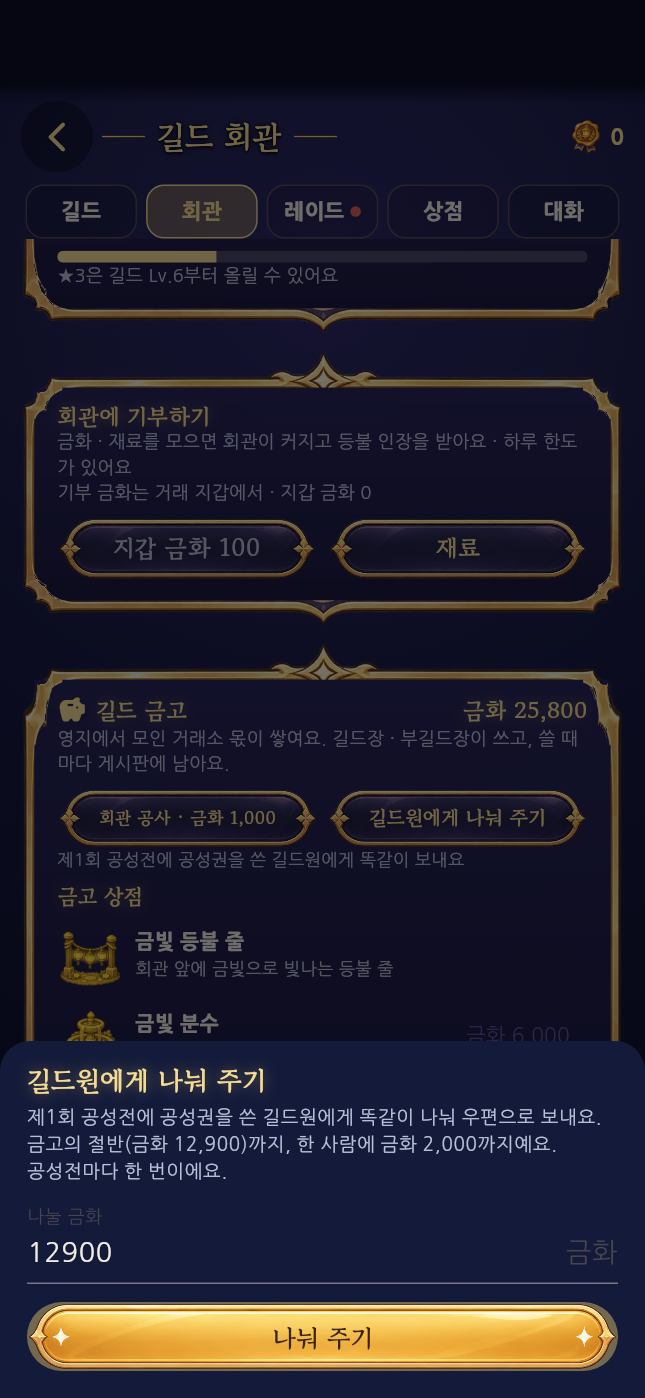 길드 회관
0
길드
회관
레이드
상점
대화
★3은 길드 Lv.6부터 올릴 수 있어요
회관에 기부하기
금화 · 재료를 모으면 회관이 커지고 등불 인장을 받아요 · 하루 한도
가 있어요
기부 금화는 거래 지갑에서 · 지갑 금화 0
지갑 금화 100
재료
길드 금고
금화 25,800
영지에서 모인 거래소 몫이 쌓여요. 길드장 · 부길드장이 쓰고, 쓸 때
마다 게시판에 남아요.
회관 공사 · 금화 1,000
길드원에게 나눠 주기
제1회 공성전에 공성권을 쓴 길드원에게 똑같이 보내요
금고 상점
금빛 등불 줄
회관 앞에 금빛으로 빛나는 등불 줄
금빛 분수
금화 6,000
길드원에게 나눠 주기
제1회 공성전에 공성권을 쓴 길드원에게 똑같이 나눠 우편으로 보내요.
금고의 절반(금화 12,900)까지, 한 사람에 금화 2,000까지예요.
공성전마다 한 번이에요.
나눌 금화
12900
금화
나눠 주기